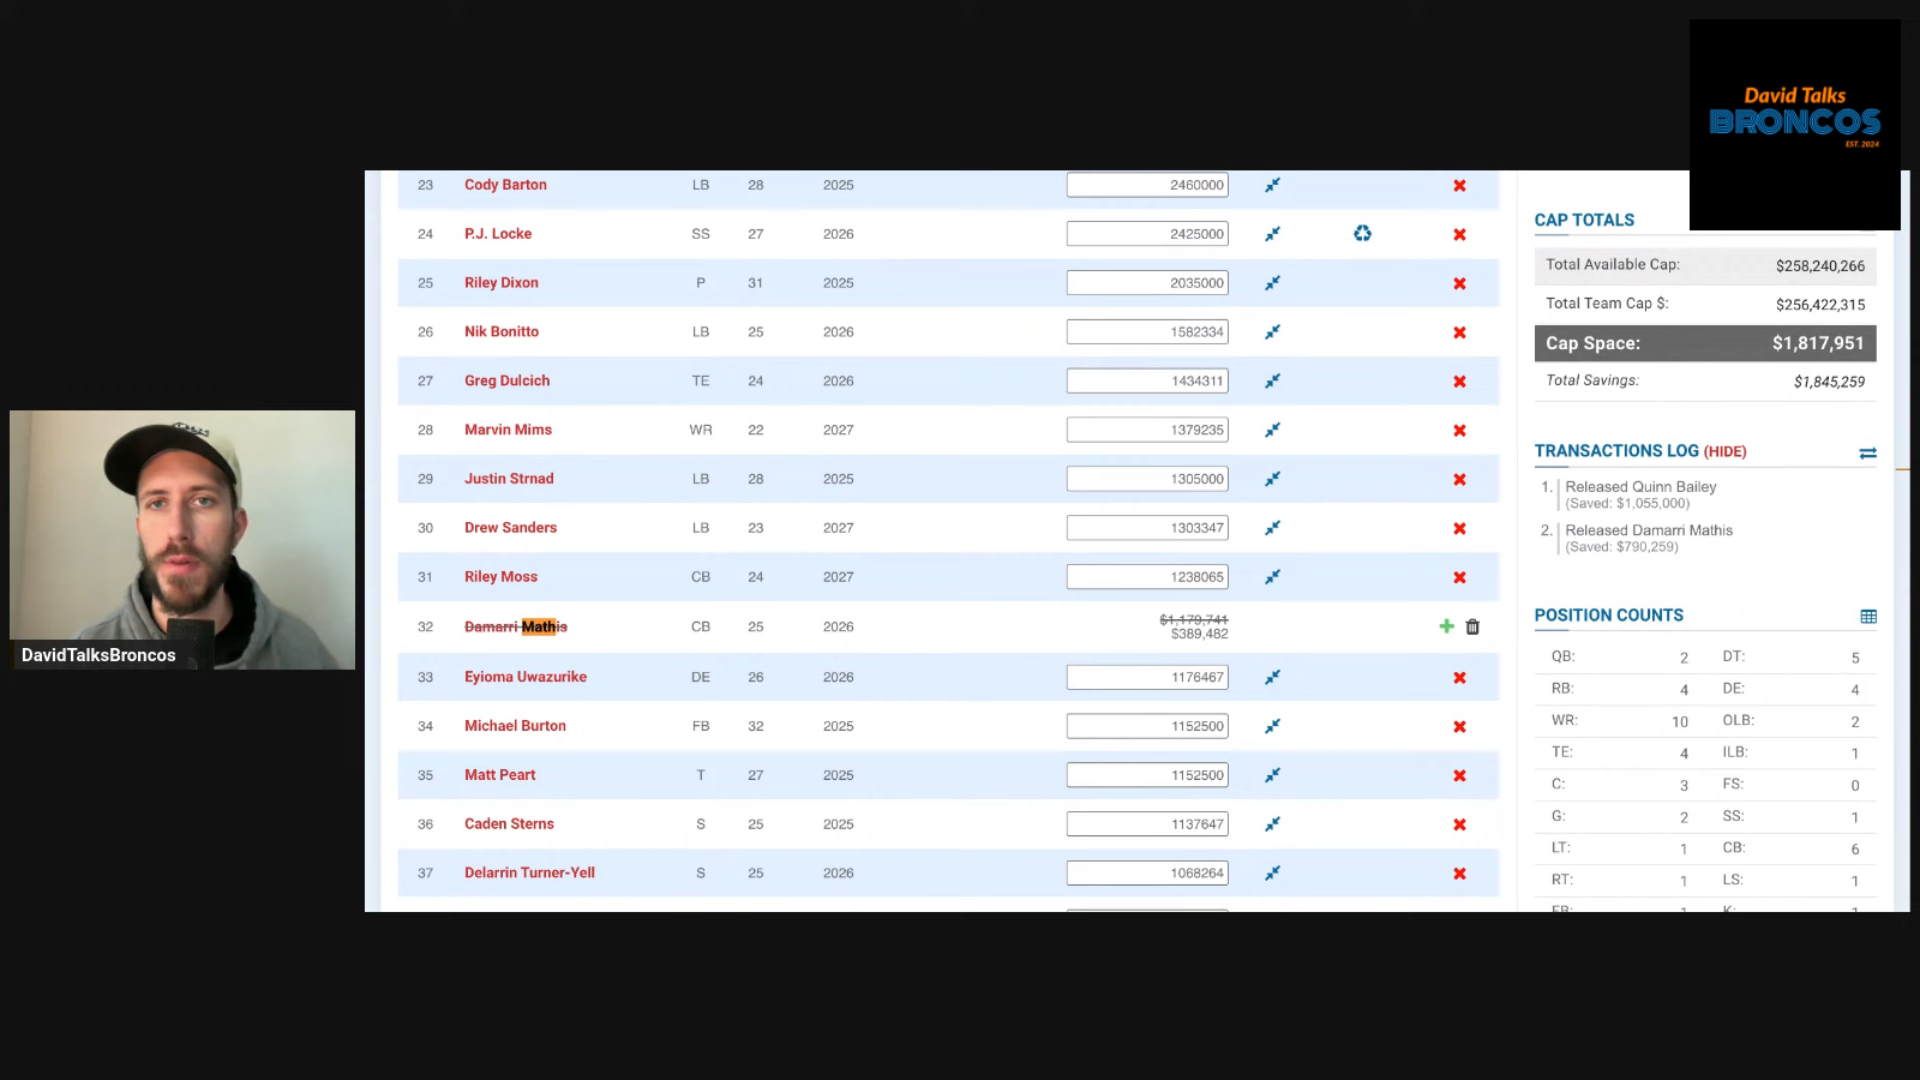 David Talks
BRONCOS
EST. 2024
23 Cody Barton LB 28 2025 2460000
24 P.J. Locke SS 27 2026 2425000
25 Riley Dixon P 31 2025 2035000
26 Nik Bonitto LB 25 2026 1582334
27 Greg Dulcich TE 24 2026 1434311
28 Marvin Mims WR 22 2027 1379235
29 Justin Strnad LB 28 2025 1305000
30 Drew Sanders LB 23 2027 1303347
31 Riley Moss CB 24 2027 1238065
32 Damarri Mathis CB 25 2026 $1,179,741
$389,482
33 Eyioma Uwazurike DE 26 2026 1176467
34 Michael Burton FB 32 2025 1152500
35 Matt Peart T 27 2025 1152500
36 Caden Sterns S 25 2025 1137647
37 Delarrin Turner-Yell S 25 2026 1068264
CAP TOTALS
Total Available Cap: $258,240,266
Total Team Cap $: $256,422,315
Cap Space: $1,817,951
Total Savings: $1,845,259
TRANSACTIONS LOG (HIDE)
1. Released Quinn Bailey
(Saved: $1,055,000)
2. Released Damarri Mathis
(Saved: $790,259)
POSITION COUNTS
QB: 2 DT: 5
RB: 4 DE: 4
WR: 10 OLB: 2
TE: 4 ILB: 1
C: 3 FS: 0
G: 2 SS: 1
LT: 1 CB: 6
RT: 1 LS: 1
FB: 1 K: 1
DavidTalksBroncos